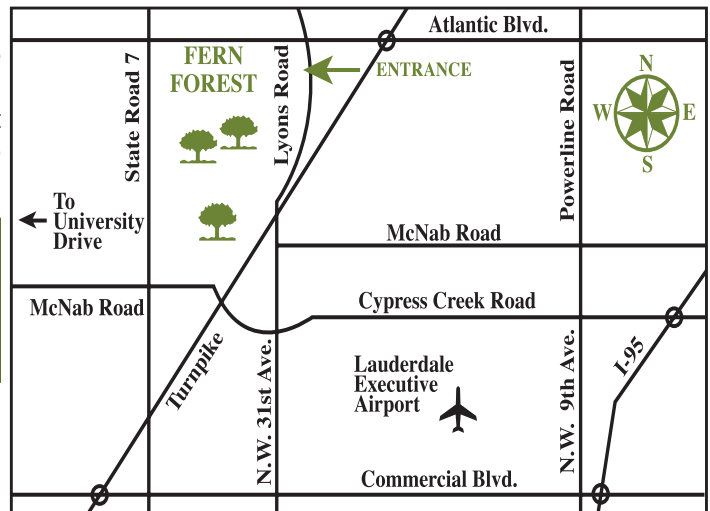 Atlantic Blvd.
FERN
FOREST
ENTRANCE
State Road 7
Lyons Road
Powerline Road
N
W
E
S
To
University
Drive
McNab Road
McNab Road
Cypress Creek Road
Turnpike
N.W. 31st Ave.
Lauderdale
Executive
Airport
N.W. 9th Ave.
I-95
Commercial Blvd.